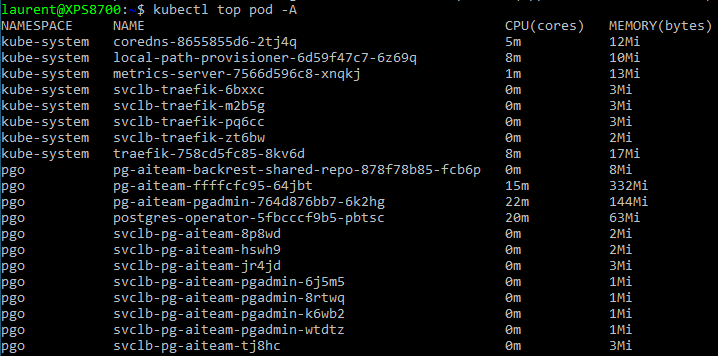 laurent@XPS8700:~$ kubectl top pod -A
NAMESPACE NAME CPU(cores) MEMORY(bytes)
kube-system coredns-8655855d6-2tj4q 5m 12Mi
kube-system local-path-provisioner-6d59f47c7-6z69q 8m 10Mi
kube-system metrics-server-7566d596c8-xnqkj 1m 13Mi
kube-system svclb-traefik-6bxxc 0m 3Mi
kube-system svclb-traefik-m2b5g 0m 3Mi
kube-system svclb-traefik-pq6cc 0m 3Mi
kube-system svclb-traefik-zt6bw 0m 2Mi
kube-system traefik-758cd5fc85-8kv6d 8m 17Mi
pgo pg-aiteam-backrest-shared-repo-878f78b85-fcb6p 0m 8Mi
pgo pg-aiteam-ffffcfc95-64jbt 15m 332Mi
pgo pg-aiteam-pgadmin-764d876bb7-6k2hg 22m 144Mi
pgo postgres-operator-5fbcccf9b5-pbtsc 20m 63Mi
pgo svclb-pg-aiteam-8p8wd 0m 2Mi
pgo svclb-pg-aiteam-hswh9 0m 2Mi
pgo svclb-pg-aiteam-jr4jd 0m 3Mi
pgo svclb-pg-aiteam-pgadmin-6j5m5 0m 1Mi
pgo svclb-pg-aiteam-pgadmin-8rtwq 0m 1Mi
pgo svclb-pg-aiteam-pgadmin-k6wb2 0m 1Mi
pgo svclb-pg-aiteam-pgadmin-wtdtz 0m 1Mi
pgo svclb-pg-aiteam-tj8hc 0m 3Mi